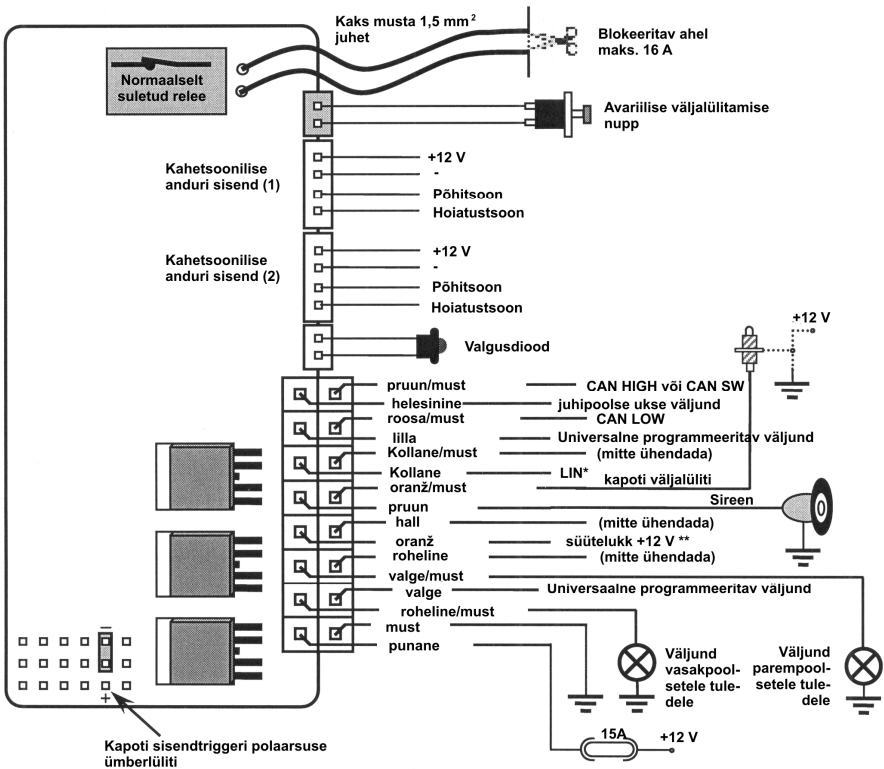 Kaks musta 1,5 mm²
juhet
Blokeeritav ahel
maks. 16 A
Normaalselt
suletud relee
Avariilise väljalülitamise
nupp
Kahetsoonilise
anduri sisend (1)
+12 V
-
Põhitsoon
Hoiatustsoon
Kahetsoonilise
anduri sisend (2)
+12 V
-
Põhitsoon
Hoiatustsoon
Valgusdiood
+12 V
pruun/must CAN HIGH või CAN SW
helesinine juhipoolse ukse väljund
roosa/must CAN LOW
lilla Universalne programmeeritav väljund
Kollane/must (mitte ühendada)
Kollane LIN*
oranž/must kapoti väljalüliti
pruun Sireen
hall (mitte ühendada)
oranž süütelukk +12 V **
roheline (mitte ühendada)
valge/must
valge Universaalne programmeeritav väljund
roheline/must
must
punane
Väljund
vasakpool-
setele tule-
dele
Väljund
parempool-
setele tule-
dele
15A
+12 V
–
+
Kapoti sisendtriggeri polaarsuse
ümberlüliti